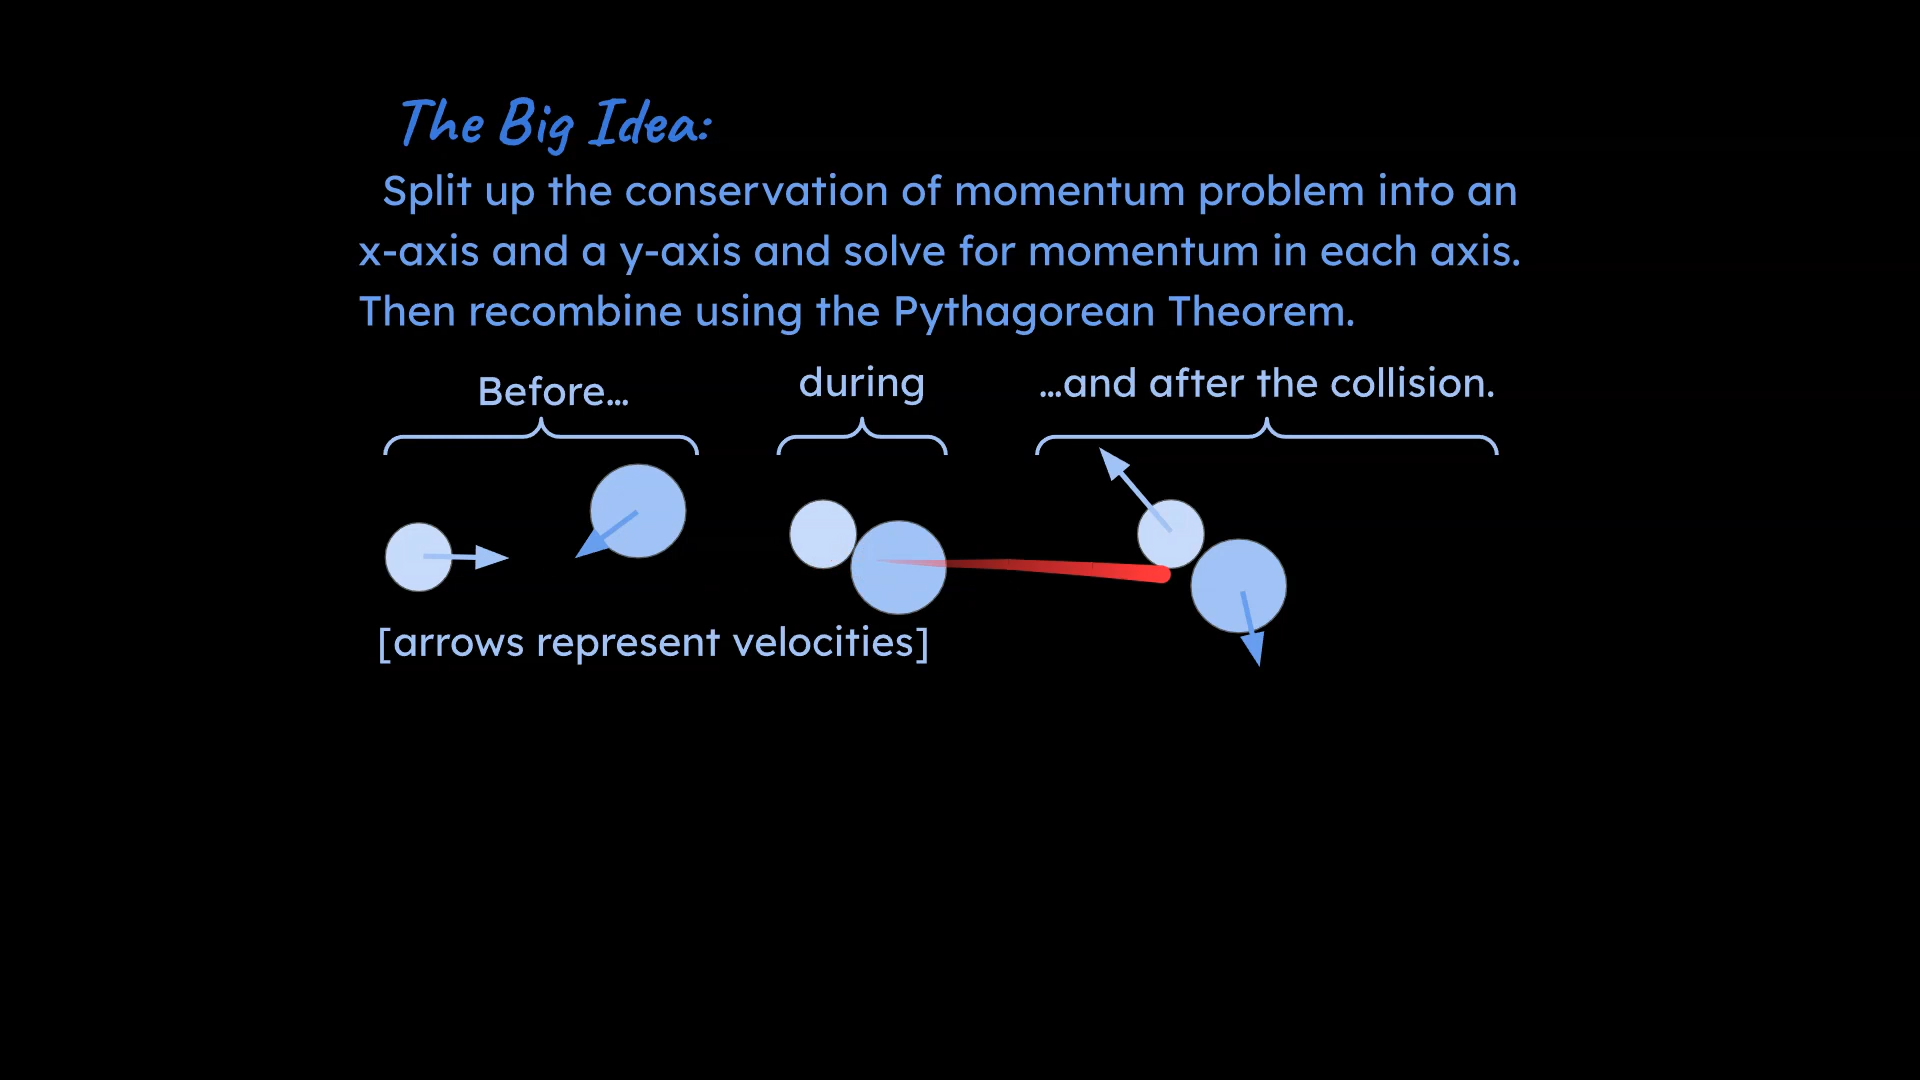 The Big Idea:
Split up the conservation of momentum problem into an
x-axis and a y-axis and solve for momentum in each axis.
Then recombine using the Pythagorean Theorem.
Before...
during
...and after the collision.
[arrows represent velocities]